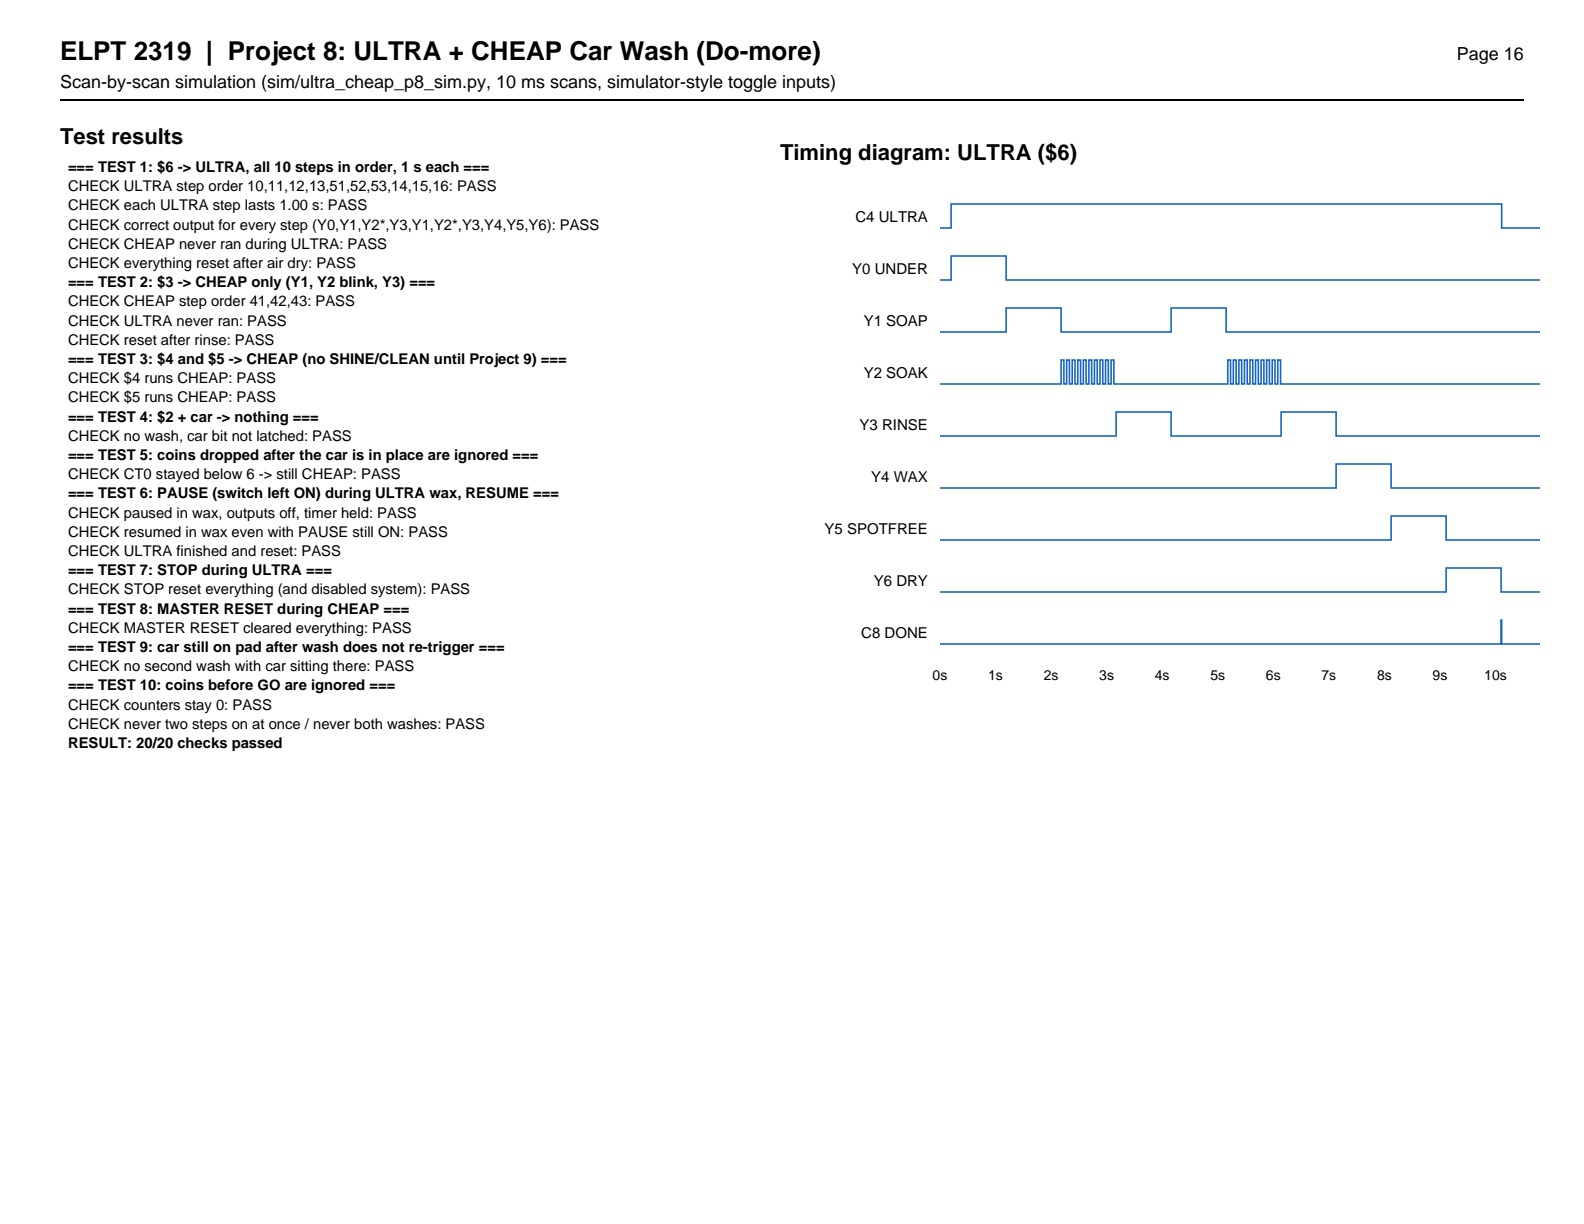 ELPT 2319 | Project 8: ULTRA + CHEAP Car Wash (Do-more)
Page 16
Scan-by-scan simulation (sim/ultra_cheap_p8_sim.py, 10 ms scans, simulator-style toggle inputs)
Test results
=== TEST 1: $6 -> ULTRA, all 10 steps in order, 1 s each ===
CHECK ULTRA step order 10,11,12,13,51,52,53,14,15,16: PASS
CHECK each ULTRA step lasts 1.00 s: PASS
CHECK correct output for every step (Y0,Y1,Y2*,Y3,Y1,Y2*,Y3,Y4,Y5,Y6): PASS
CHECK CHEAP never ran during ULTRA: PASS
CHECK everything reset after air dry: PASS
=== TEST 2: $3 -> CHEAP only (Y1, Y2 blink, Y3) ===
CHECK CHEAP step order 41,42,43: PASS
CHECK ULTRA never ran: PASS
CHECK reset after rinse: PASS
=== TEST 3: $4 and $5 -> CHEAP (no SHINE/CLEAN until Project 9) ===
CHECK $4 runs CHEAP: PASS
CHECK $5 runs CHEAP: PASS
=== TEST 4: $2 + car -> nothing ===
CHECK no wash, car bit not latched: PASS
=== TEST 5: coins dropped after the car is in place are ignored ===
CHECK CT0 stayed below 6 -> still CHEAP: PASS
=== TEST 6: PAUSE (switch left ON) during ULTRA wax, RESUME ===
CHECK paused in wax, outputs off, timer held: PASS
CHECK resumed in wax even with PAUSE still ON: PASS
CHECK ULTRA finished and reset: PASS
=== TEST 7: STOP during ULTRA ===
CHECK STOP reset everything (and disabled system): PASS
=== TEST 8: MASTER RESET during CHEAP ===
CHECK MASTER RESET cleared everything: PASS
=== TEST 9: car still on pad after wash does not re-trigger ===
CHECK no second wash with car sitting there: PASS
=== TEST 10: coins before GO are ignored ===
CHECK counters stay 0: PASS
CHECK never two steps on at once / never both washes: PASS
RESULT: 20/20 checks passed
Timing diagram: ULTRA ($6)
C4 ULTRA
Y0 UNDER
Y1 SOAP
Y2 SOAK
Y3 RINSE
Y4 WAX
Y5 SPOTFREE
Y6 DRY
C8 DONE
0s 1s 2s 3s 4s 5s 6s 7s 8s 9s 10s